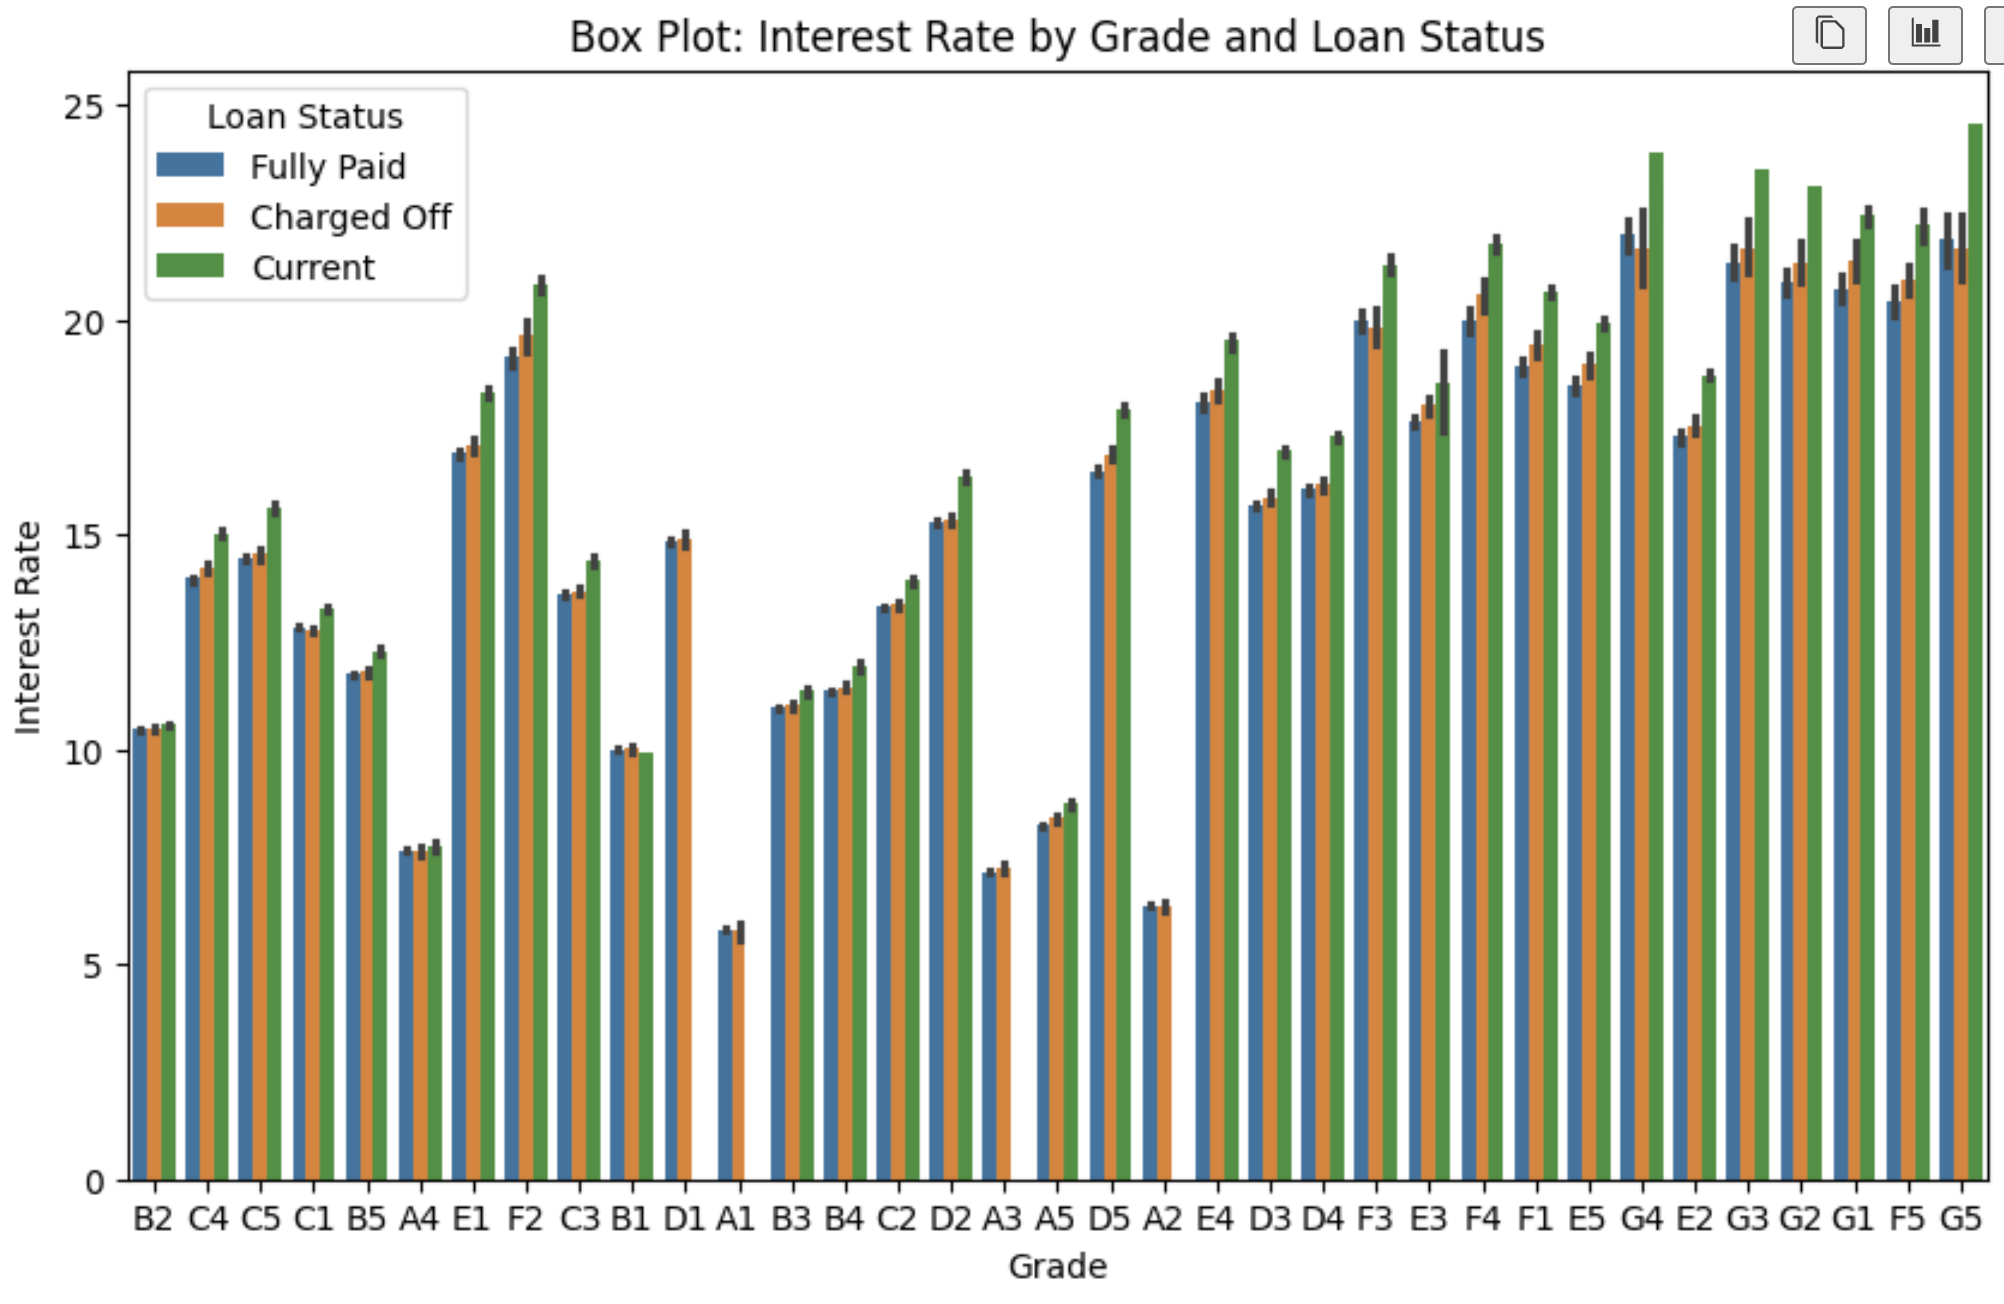 Box Plot: Interest Rate by Grade and Loan Status
Loan Status
Fully Paid
Charged Off
Current
25
20
15
10
5
0
Interest Rate
B2 C4 C5 C1 B5 A4 E1 F2 C3 B1 D1 A1 B3 B4 C2 D2 A3 A5 D5 A2 E4 D3 D4 F3 E3 F4 F1 E5 G4 E2 G3 G2 G1 F5 G5
Grade